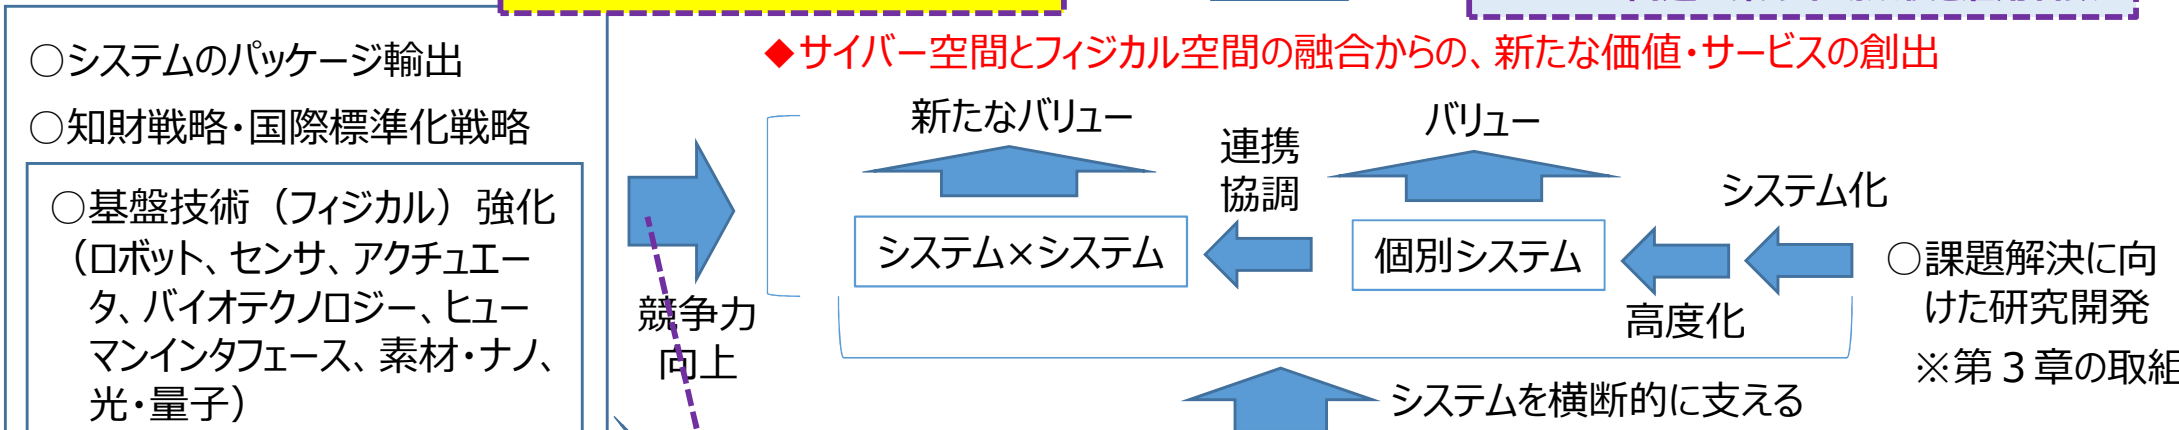 ○システムのパッケージ輸出
○知財戦略・国際標準化戦略
○基盤技術（フィジカル）強化
（ロボット、センサ、アクチュエー
タ、バイオテクノロジー、ヒュー
マンインタフェース、素材・ナノ、
光・量子）
競争力
向上
◆サイバー空間とフィジカル空間の融合からの、新たな価値・サービスの創出
新たなバリュー
連携
協調
バリュー
システム化
システム×システム
個別システム
高度化
○課題解決に向
けた研究開発
※第３章の取組
システムを横断的に支える